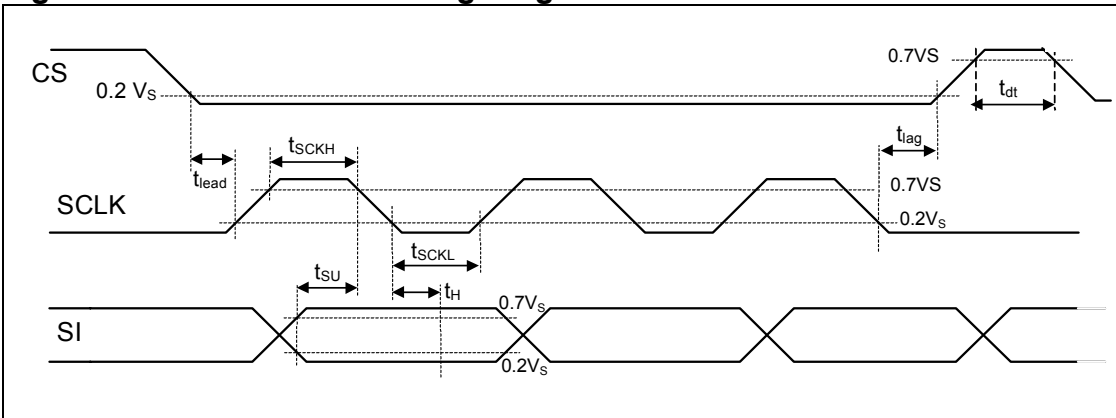 CS
0.2 VS
0.7VS
tdt
tlead
tSCKH
tlag
0.7VS
SCLK
0.2VS
tSCKL
tSU
tH
0.7VS
SI
0.2VS